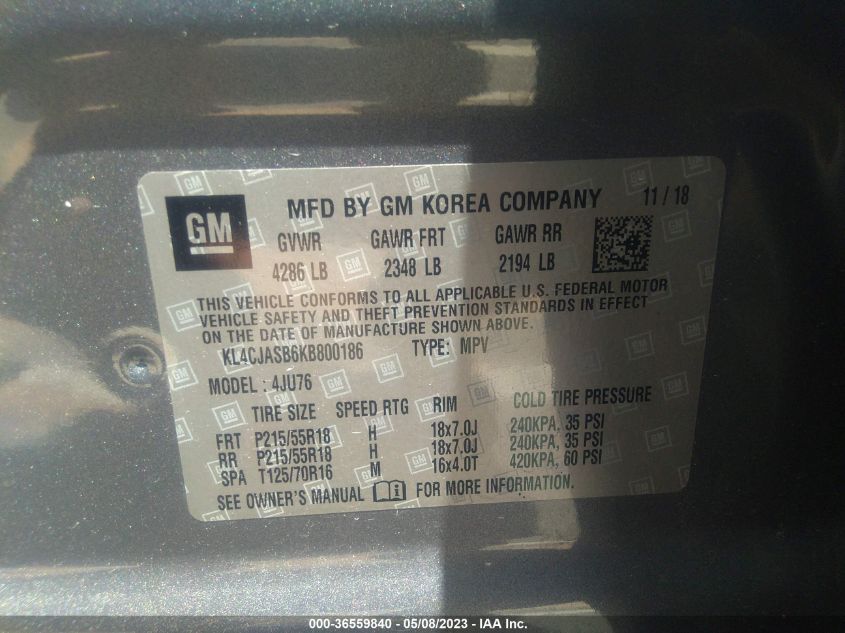 GM
MFD BY GM KOREA COMPANY 11 / 18
GVWR GAWR FRT GAWR RR
4286 LB 2348 LB 2194 LB
THIS VEHICLE CONFORMS TO ALL APPLICABLE U.S. FEDERAL MOTOR
VEHICLE SAFETY AND THEFT PREVENTION STANDARDS IN EFFECT
ON THE DATE OF MANUFACTURE SHOWN ABOVE.
KL4CJASB6KB800186 TYPE: MPV
MODEL : 4JU76
TIRE SIZE SPEED RTG RIM COLD TIRE PRESSURE
FRT P215/55R18 H 18x7.0J 240KPA, 35 PSI
RR P215/55R18 H 18x7.0J 240KPA, 35 PSI
SPA T125/70R16 M 16x4.0T 420KPA, 60 PSI
SEE OWNER'S MANUAL i FOR MORE INFORMATION.
000-36559840 - 05/08/2023 - IAA Inc.